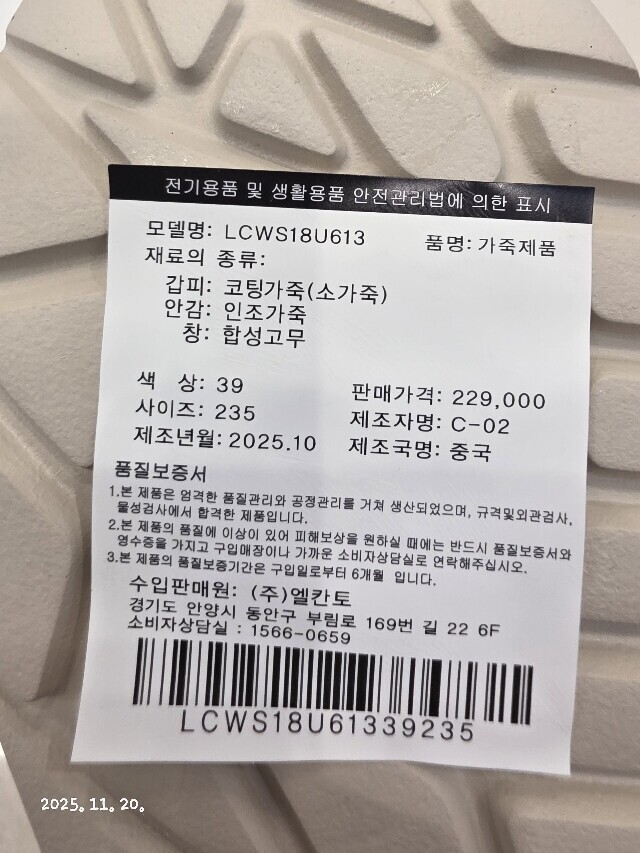 전기용품 및 생활용품 안전관리법에 의한 표시
모델명: LCWS18U613 품명: 가죽제품
재료의 종류:
갑피: 코팅가죽(소가죽)
안감: 인조가죽
창: 합성고무
색 상: 39 판매가격: 229,000
사이즈: 235 제조자명: C-02
제조년월: 2025.10 제조국명: 중국
품질보증서
1.본 제품은 엄격한 품질관리와 공정관리를 거쳐 생산되었으며, 규격및외관검사,
물성검사에서 합격한 제품입니다.
2.본 제품의 품질에 이상이 있어 피해보상을 원하실 때에는 반드시 품질보증서와
영수증을 가지고 구입매장이나 가까운 소비자상담실로 연락해주십시오.
3.본 제품의 품질보증기간은 구입일로부터 6개월 입니다.
수입판매원: (주)엘칸토
경기도 안양시 동안구 부림로 169번 길 22 6F
소비자상담실 : 1566-0659
LCWS18U61339235
2025. 11. 20.